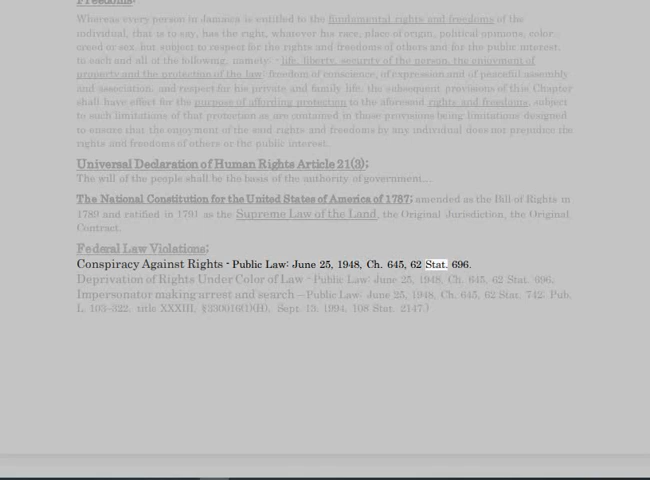 Freedoms:
Whereas every person in Jamaica is entitled to the fundamental rights and freedoms of the
individual, that is to say, has the right, whatever his race, place of origin, political opinions, color,
creed or sex, but subject to respect for the rights and freedoms of others and for the public interest,
to each and all of the following, namely: - life, liberty, security of the person, the enjoyment of
property and the protection of the law; freedom of conscience, of expression and of peaceful assembly
and association; and respect for his private and family life, the subsequent provisions of this Chapter
shall have effect for the purpose of affording protection to the aforesaid rights and freedoms, subject
to such limitations of that protection as are contained in those provisions being limitations designed
to ensure that the enjoyment of the said rights and freedoms by any individual does not prejudice the
rights and freedoms of others or the public interest..
Universal Declaration of Human Rights Article 21(3):
The will of the people shall be the basis of the authority of government...
The National Constitution for the United States of America of 1787; amended as the Bill of Rights in
1789 and ratified in 1791 as the Supreme Law of the Land, the Original Jurisdiction, the Original
Contract.
Federal Law Violations:
Conspiracy Against Rights - Public Law: June 25, 1948, Ch. 645, 62 Stat. 696.
Deprivation of Rights Under Color of Law - Public Law: June 25, 1948, Ch. 645, 62 Stat. 696.
Impersonator making arrest and search – Public Law: June 25, 1948, Ch. 645, 62 Stat. 742: Pub.
L. 103–322, title XXXIII, §330016(1)(H), Sept. 13, 1994, 108 Stat. 2147.)